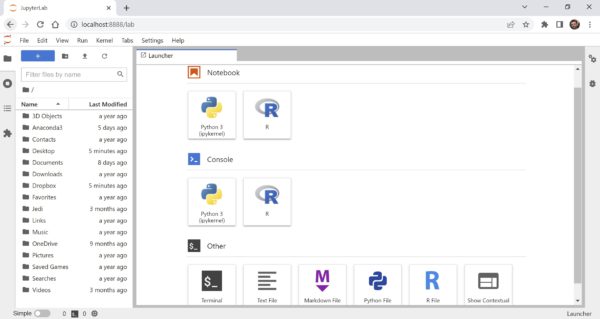 JupyterLab
localhost:8888/lab
File Edit View Run Kernel Tabs Settings Help
Launcher
Filter files by name
/
Name Last Modified
3D Objects a year ago
Anaconda3 5 days ago
Contacts a year ago
Desktop 5 minutes ago
Documents 8 days ago
Downloads a year ago
Dropbox 5 minutes ago
Favorites a year ago
Jedi 3 months ago
Links a year ago
Music a year ago
OneDrive 9 months ago
Pictures a year ago
Saved Games a year ago
Searches a year ago
Videos 3 months ago
Notebook
Python 3
(ipykernel)
R
Console
Python 3
(ipykernel)
R
$_ Other
$_
M
R
Terminal Text File Markdown File Python File R File Show Contextual
Simple 0 $_ 0 Launcher